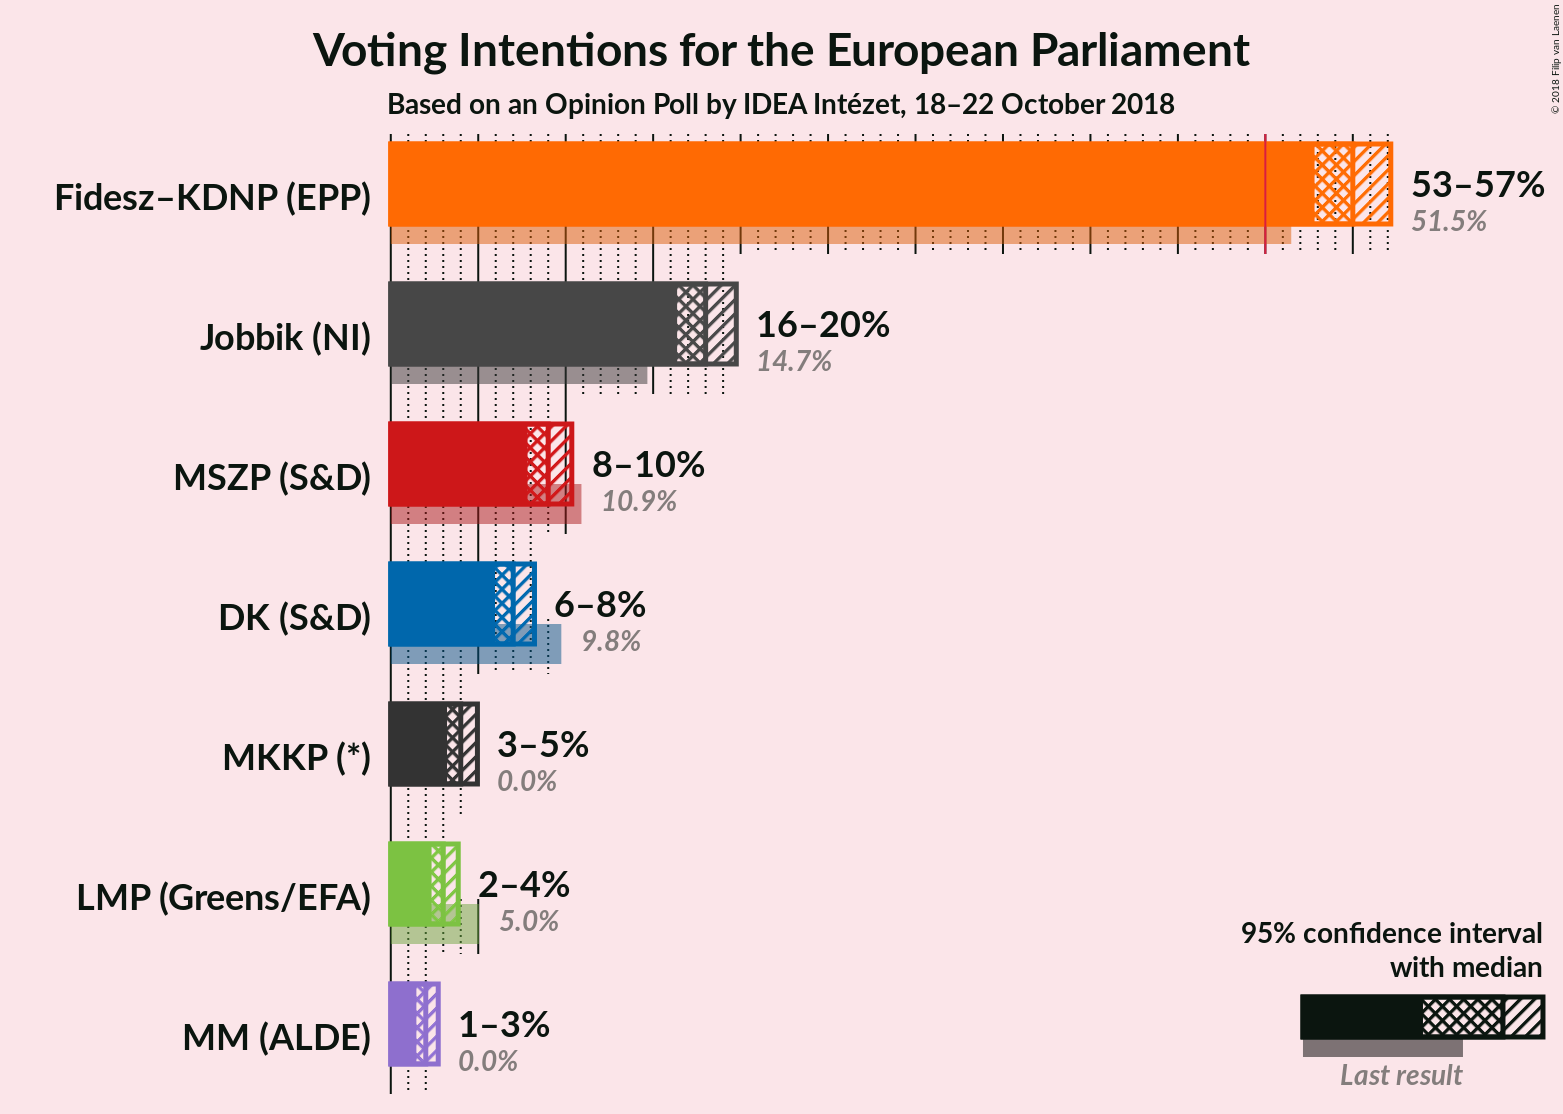 Voting Intentions for the European Parliament
Based on an Opinion Poll by IDEA Intézet, 18–22 October 2018
© 2018 Filip van Laenen
Fidesz–KDNP (EPP)
53–57%
51.5%
Jobbik (NI)
16–20%
14.7%
MSZP (S&D)
8–10%
10.9%
DK (S&D)
6–8%
9.8%
MKKP (*)
3–5%
0.0%
LMP (Greens/EFA)
2–4%
5.0%
MM (ALDE)
1–3%
0.0%
95% confidence interval
with median
Last result